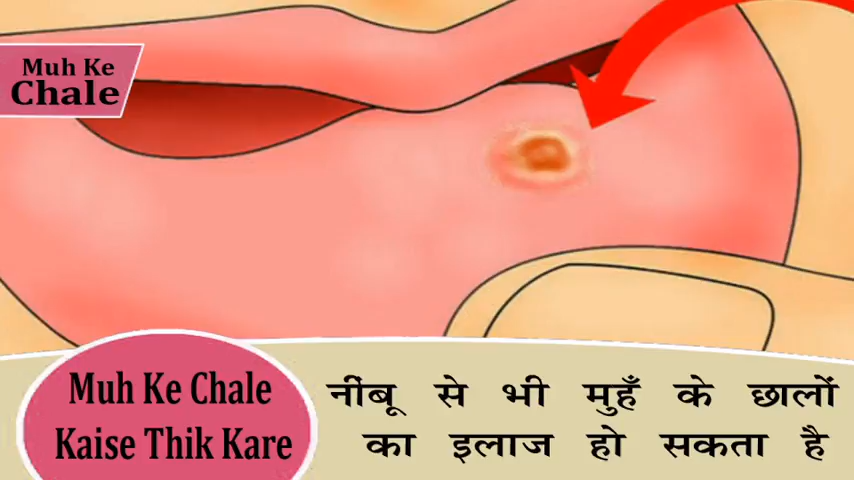 Muh Ke
Chale
Muh Ke Chale
Kaise Thik Kare
नींबू से भी मुहँ के छालों
का इलाज हो सकता है